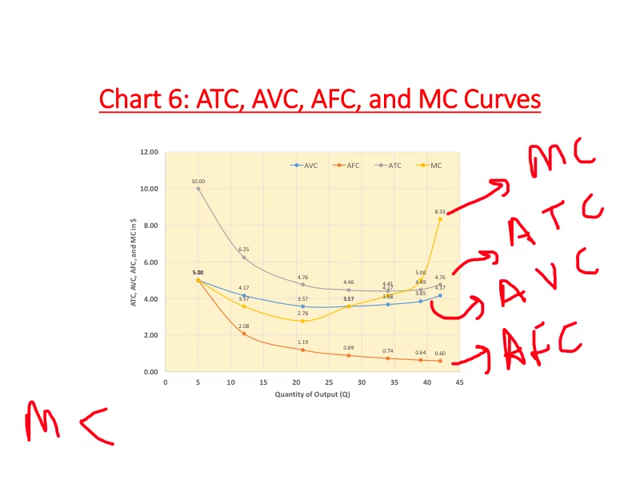 Chart 6: ATC, AVC, AFC, and MC Curves
12.00
AVC AFC ATC MC
10.00
10.00
8.33
8.00
6.25
6.00
5.00 5.00
4.76 4.46 4.41 4.49 4.76
4.17 4.27 4.17
4.00
3.57 3.57 3.57 3.68 3.85
2.78
2.08
2.00
1.19 0.89 0.74 0.64 0.60
0.00
0 5 10 15 20 25 30 35 40 45
ATC, AVC, AFC, and MC in $
Quantity of Output (Q)
MC
ATC
AVC
AFC
MC